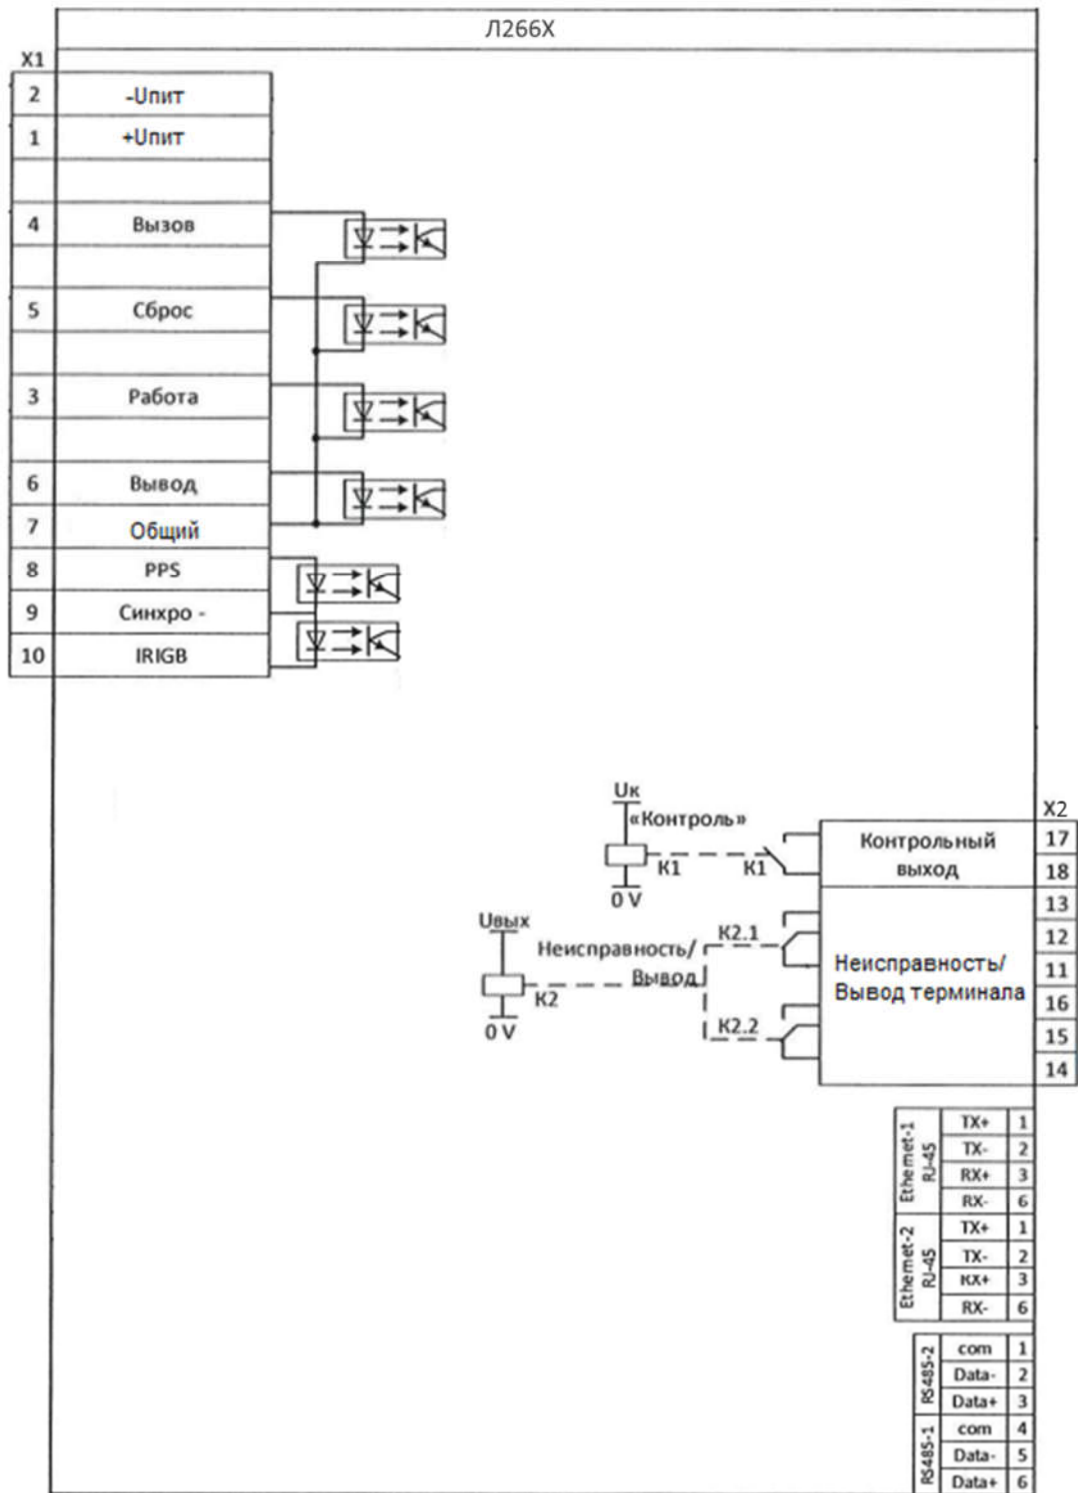 Л266Х
X1
2 -Uпит
1 +Uпит
4 Вызов
5 Сброс
3 Работа
6 Вывод
7 Общий
8 PPS
9 Синхро -
10 IRIGB
Uк
«Контроль»
К1 К1
0 V
Uвых
Неисправность/
Вывод
К2
К2.1
К2.2
0 V
X2
Контрольный
выход
17
18
Неисправность/
Вывод терминала
13
12
11
16
15
14
Ethernet-1
RJ-45
TX+ 1
TX- 2
RX+ 3
RX- 6
Ethernet-2
RJ-45
TX+ 1
TX- 2
RX+ 3
RX- 6
RS485-2
com 1
Data- 2
Data+ 3
RS485-1
com 4
Data- 5
Data+ 6